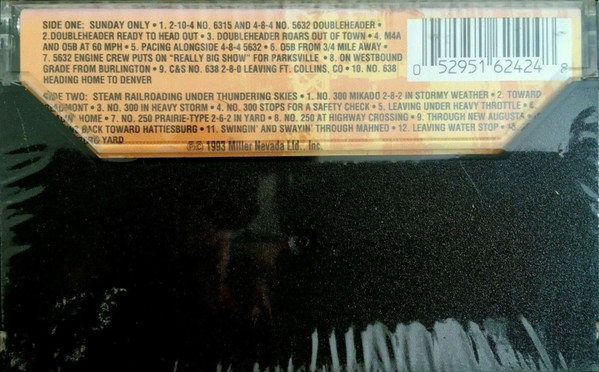 SIDE ONE: SUNDAY ONLY • 1. 2-10-4 NO. 6315 AND 4-8-4 NO. 5632 DOUBLEHEADER •
2.DOUBLEHEADER READY TO HEAD OUT • 3. DOUBLEHEADER ROARS OUT OF TOWN • 4. M4A
AND O5B AT 60 MPH • 5. PACING ALONGSIDE 4-8-4 5632 • 6. O5B FROM 3/4 MILE AWAY •
7. 5632 ENGINE CREW PUTS ON "REALLY BIG SHOW" FOR PARKSVILLE • 8. ON WESTBOUND
GRADE FROM BURLINGTON • 9. C&S NO. 638 2-8-0 LEAVING FT. COLLINS, CO • 10. NO. 638
HEADING HOME TO DENVER
0 52951 62424 8
SIDE TWO: STEAM RAILROADING UNDER THUNDERING SKIES • 1. NO. 300 MIKADO 2-8-2 IN STORMY WEATHER • 2. TOWARD
• 3. NO. 300 IN HEAVY STORM • 4. NO. 300 STOPS FOR A SAFETY CHECK • 5. LEAVING UNDER HEAVY THROTTLE • 6.
HOME • 7. NO. 250 PRAIRIE-TYPE 2-6-2 IN YARD • 8. NO. 250 AT HIGHWAY CROSSING • 9. THROUGH NEW AUGUSTA •
BACK TOWARD HATTIESBURG • 11. SWINGIN' AND SWAYIN' THROUGH MAHNED • 12. LEAVING WATER STOP •
YARD
℗© 1993 Miller Nevada Ltd., Inc.